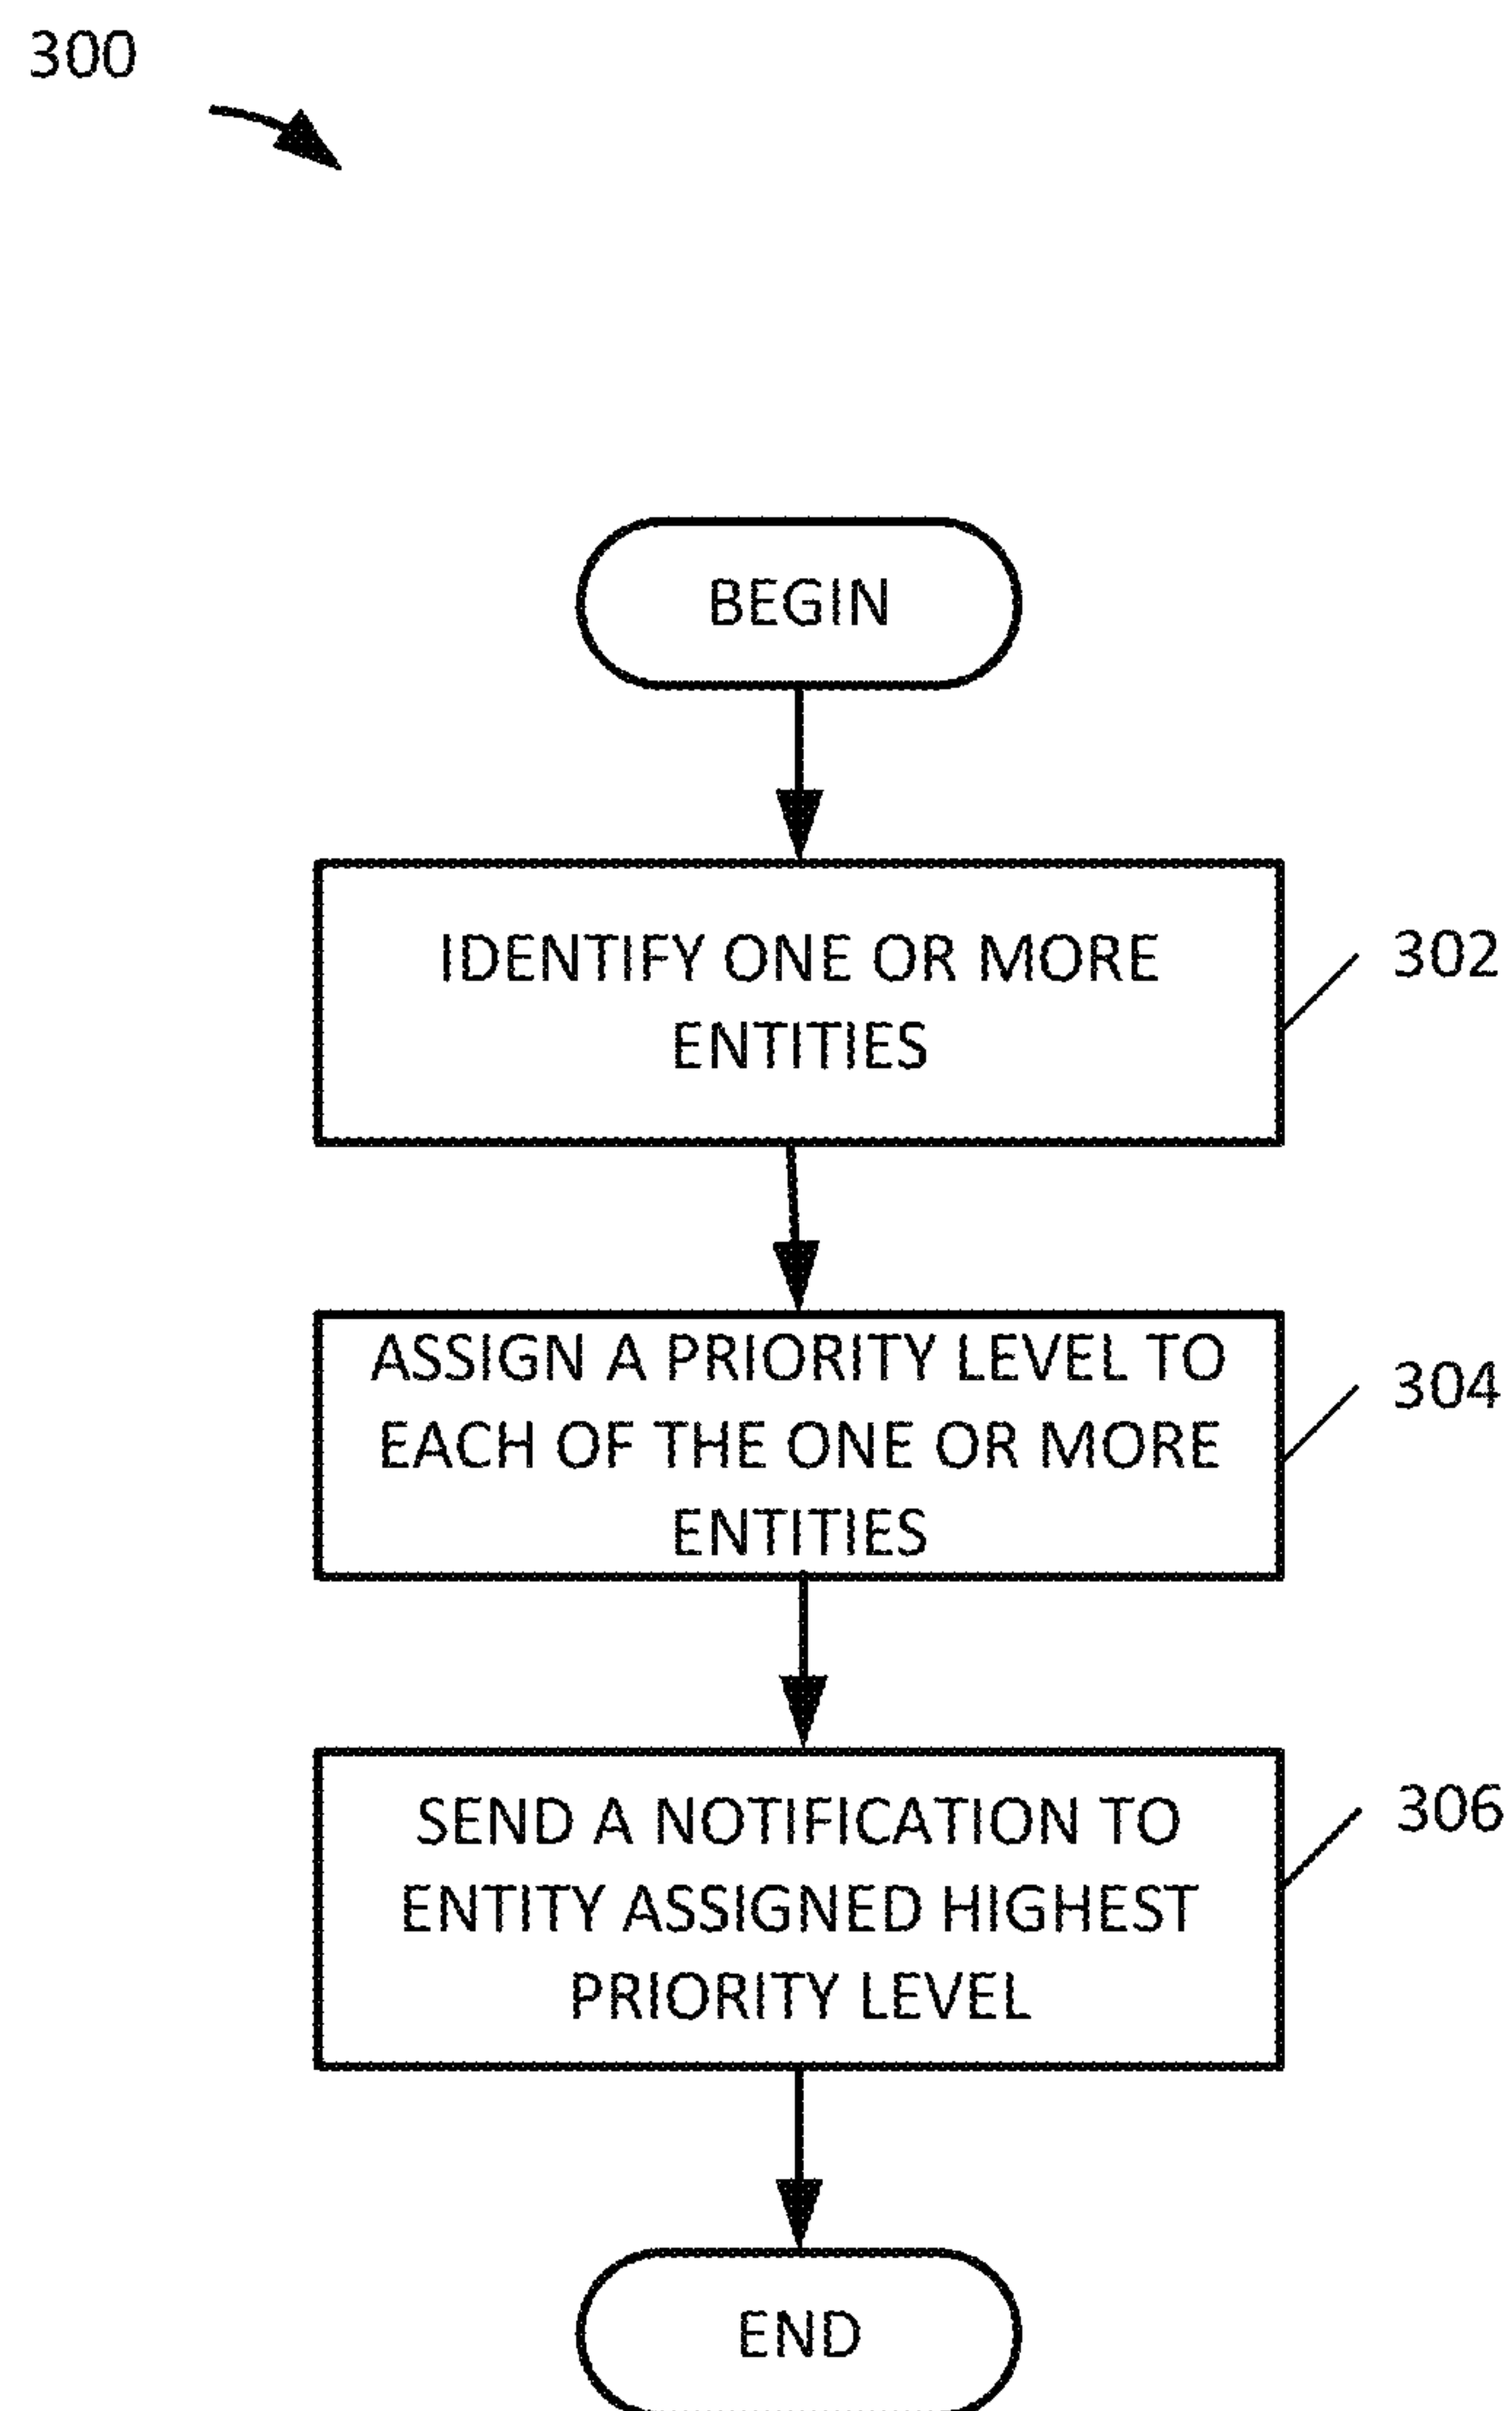 300
BEGIN
IDENTIFY ONE OR MORE
ENTITIES
302
ASSIGN A PRIORITY LEVEL TO
EACH OF THE ONE OR MORE
ENTITIES
304
SEND A NOTIFICATION TO
ENTITY ASSIGNED HIGHEST
PRIORITY LEVEL
306
END